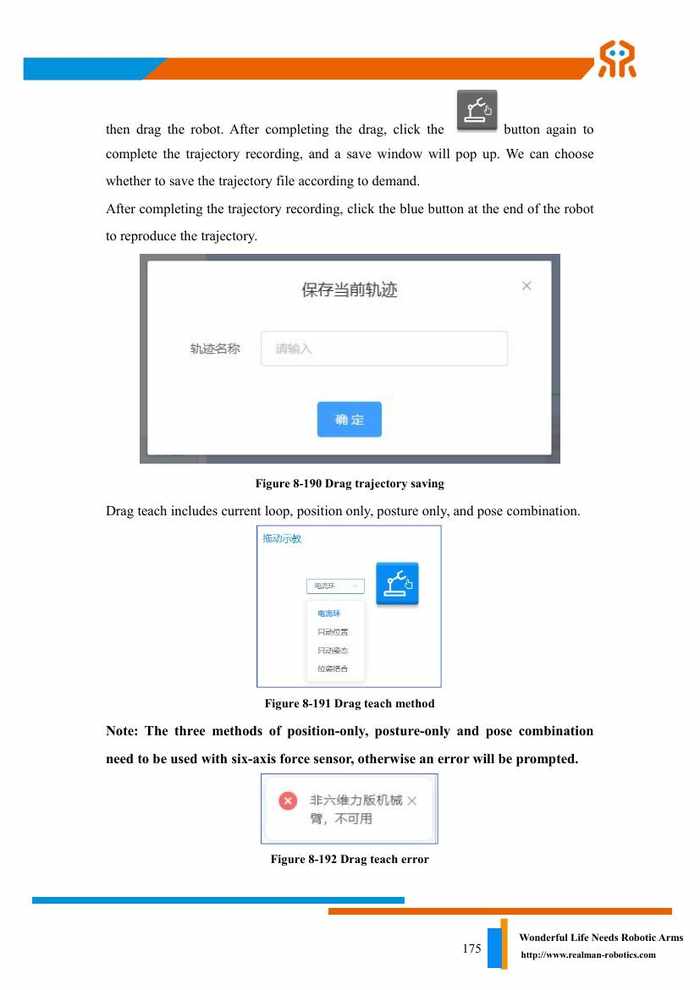 then drag the robot. After completing the drag, click the button again to
complete the trajectory recording, and a save window will pop up. We can choose
whether to save the trajectory file according to demand.
After completing the trajectory recording, click the blue button at the end of the robot
to reproduce the trajectory.
保存当前轨迹
轨迹名称 请输入
确 定
Figure 8-190 Drag trajectory saving
Drag teach includes current loop, position only, posture only, and pose combination.
拖动示教
电流环
电流环
只动位置
只动姿态
位姿结合
Figure 8-191 Drag teach method
Note: The three methods of position-only, posture-only and pose combination
need to be used with six-axis force sensor, otherwise an error will be prompted.
非六维力版机械
臂，不可用
Figure 8-192 Drag teach error
175
Wonderful Life Needs Robotic Arms
http://www.realman-robotics.com